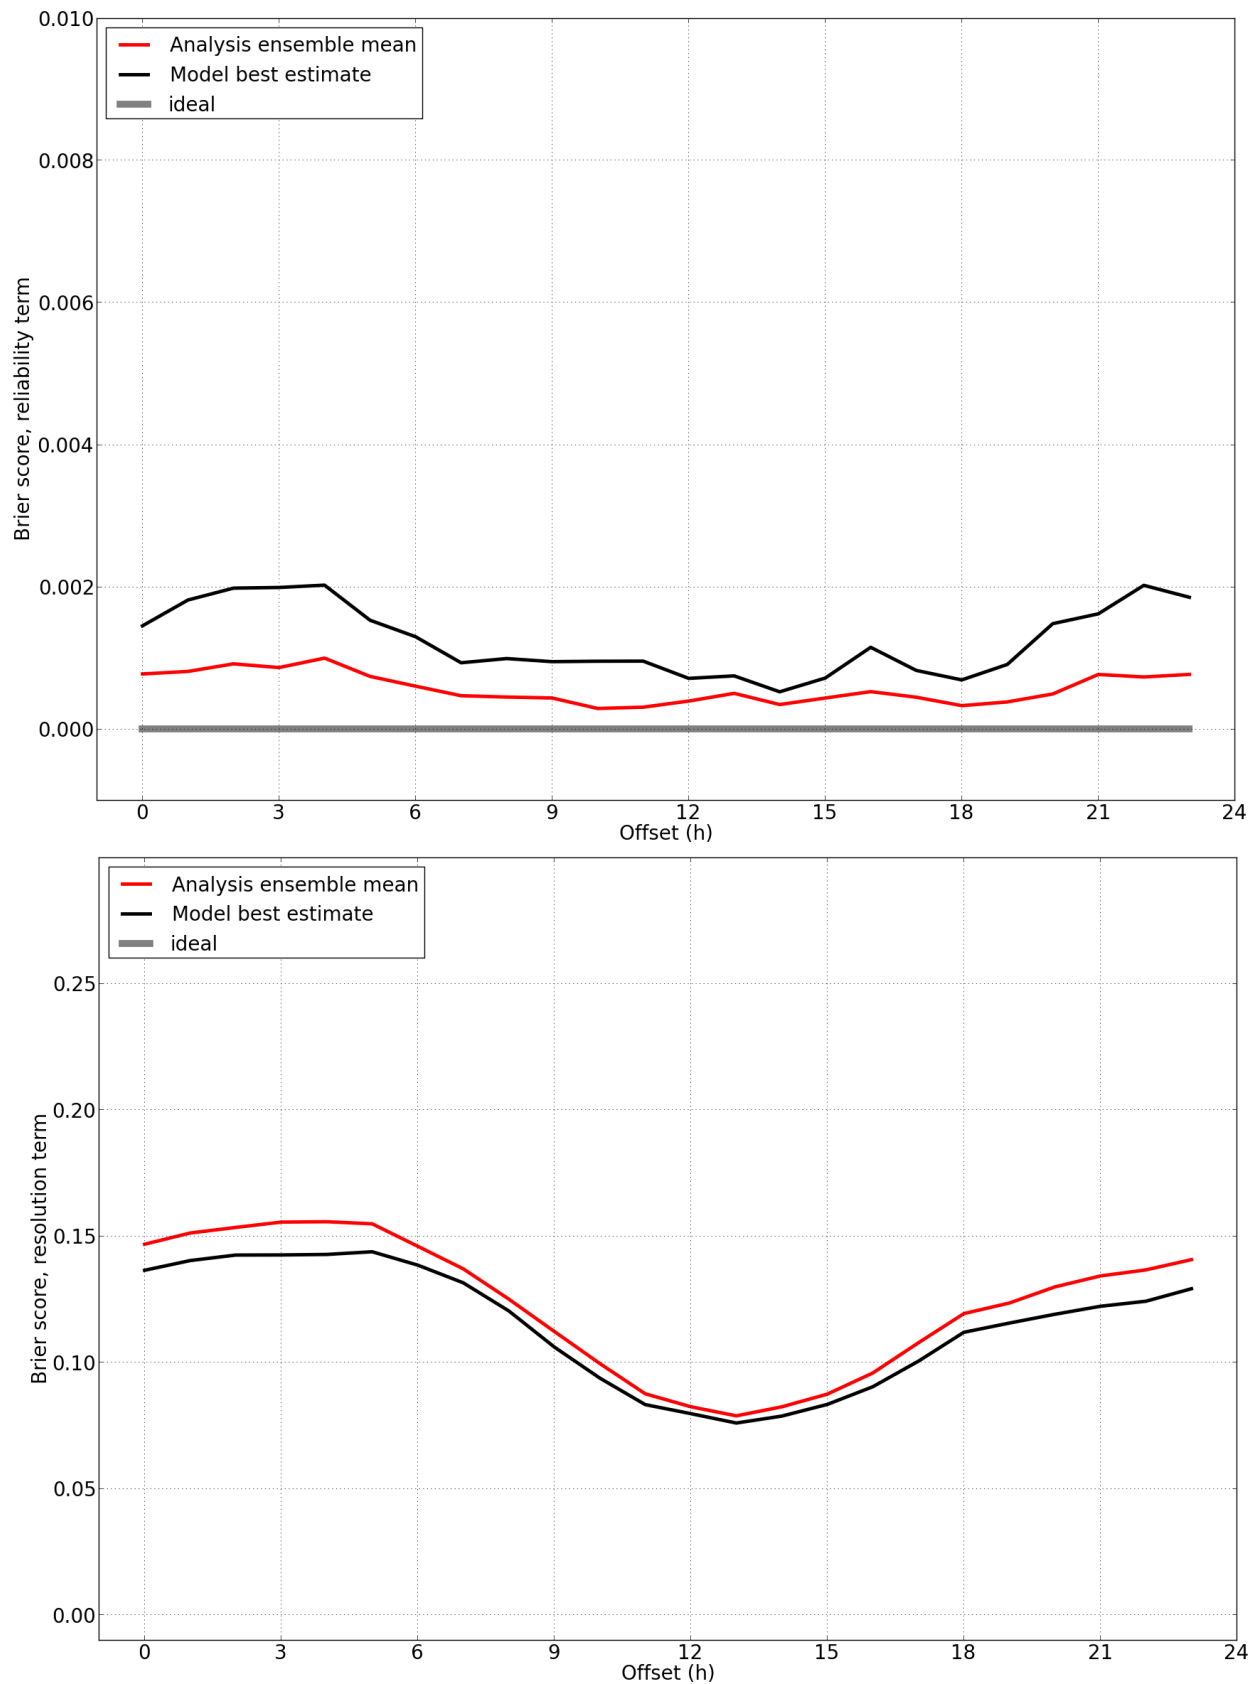 0.010
0.008
0.006
0.004
0.002
0.000
Brier score, reliability term
Analysis ensemble mean
Model best estimate
ideal
0 3 6 9 12 15 18 21 24
Offset (h)
0.25
0.20
0.15
0.10
0.05
0.00
Brier score, resolution term
Analysis ensemble mean
Model best estimate
ideal
0 3 6 9 12 15 18 21 24
Offset (h)